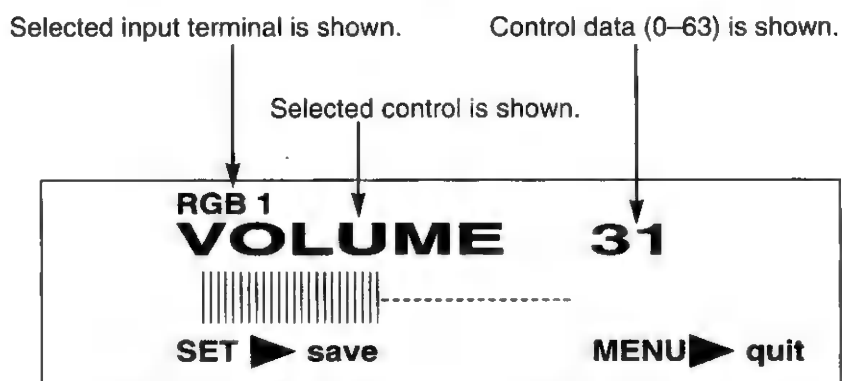 Selected input terminal is shown. Control data (0–63) is shown.
Selected control is shown.
RGB 1
VOLUME 31
SET ▶ save MENU ▶ quit